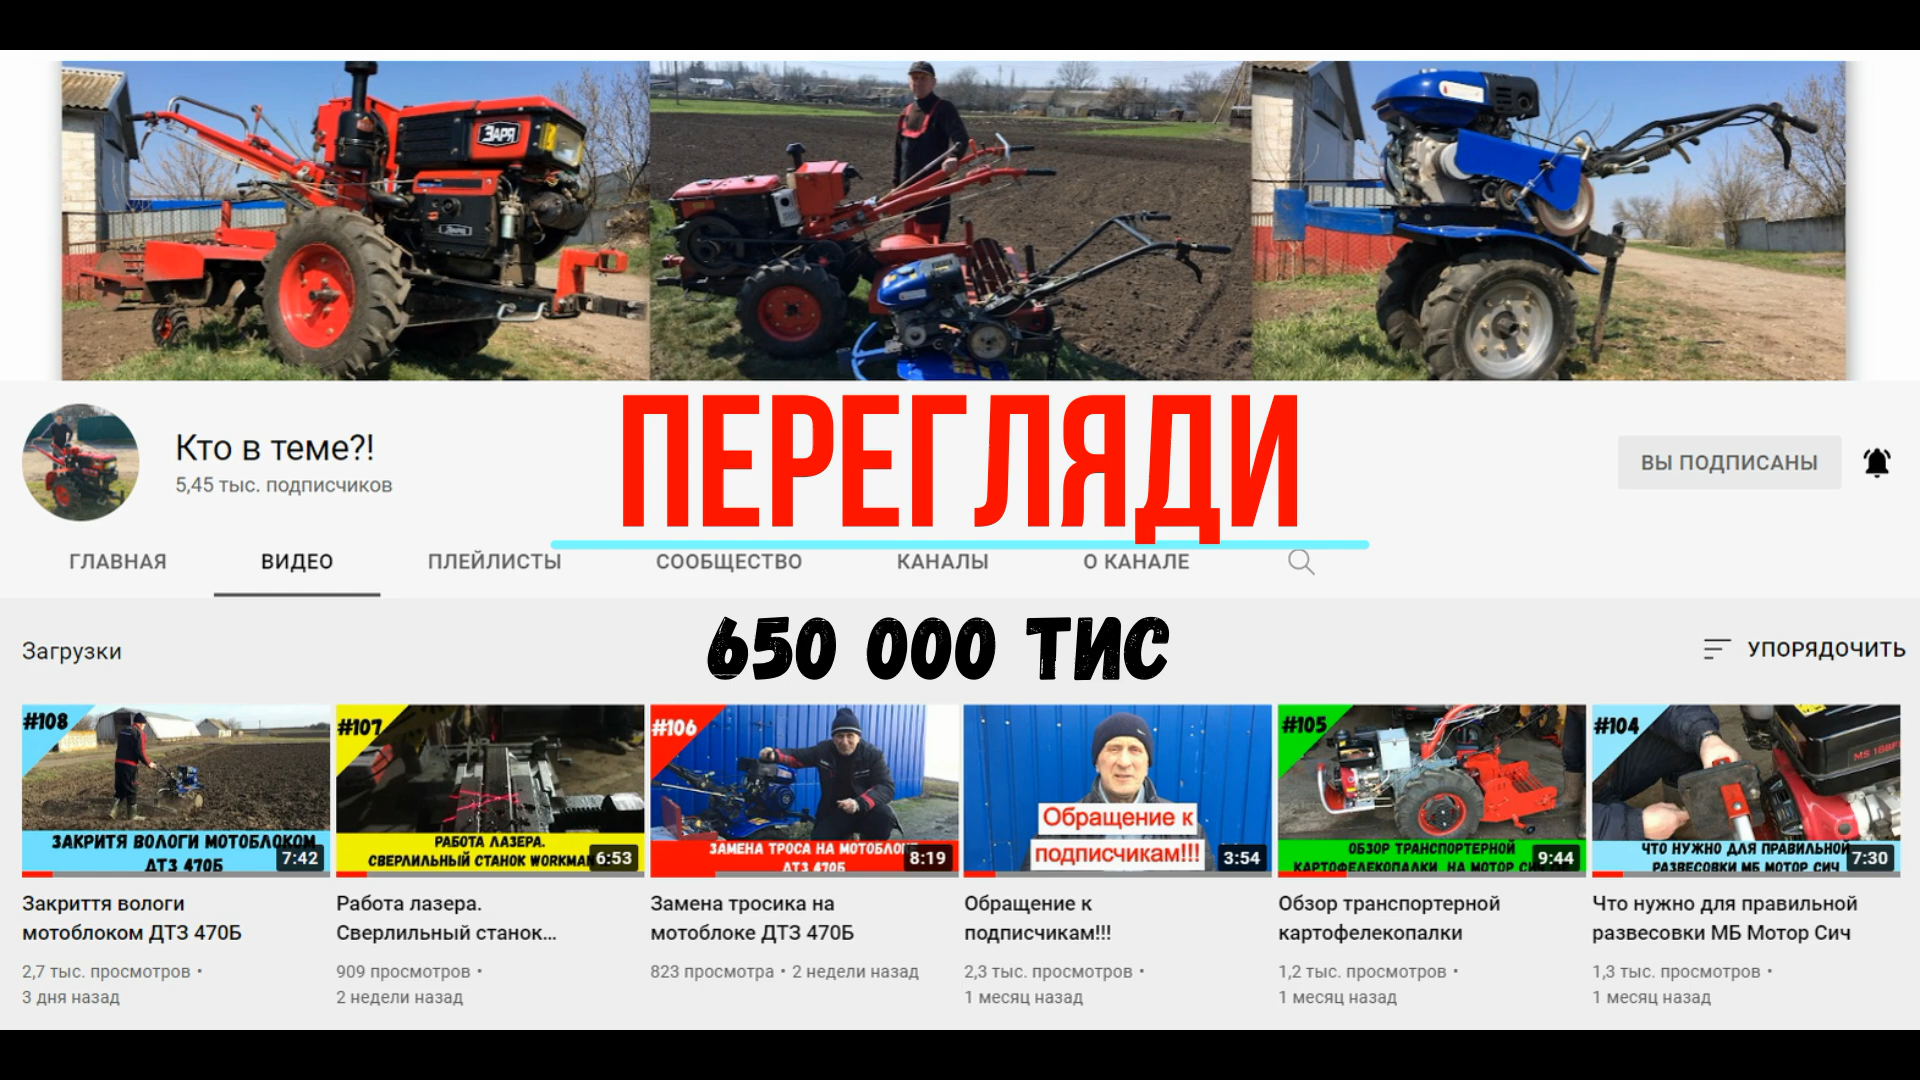 ЗАРЯ
ЗАРЯ
ПЕРЕГЛЯДИ
Кто в теме?!
5,45 тыс. подписчиков
ВЫ ПОДПИСАНЫ
ГЛАВНАЯ
ВИДЕО
ПЛЕЙЛИСТЫ
СООБЩЕСТВО
КАНАЛЫ
О КАНАЛЕ
650 000 ТИС
Загрузки
УПОРЯДОЧИТЬ
#108
ЗАКРИТЯ ВОЛОГИ МОТОБЛОКОМ
ДТЗ 470Б
7:42
Закриття вологи
мотоблоком ДТЗ 470Б
2,7 тыс. просмотров •
3 дня назад
#107
РАБОТА ЛАЗЕРА.
СВЕРЛИЛЬНЫЙ СТАНОК WORKMAN
6:53
Работа лазера.
Сверлильный станок...
909 просмотров •
2 недели назад
#106
ЗАМЕНА ТРОСА НА МОТОБЛОКЕ
ДТЗ 470Б
8:19
Замена тросика на
мотоблоке ДТЗ 470Б
823 просмотра • 2 недели назад
Обращение к
подписчикам!!!
3:54
Обращение к
подписчикам!!!
2,3 тыс. просмотров •
1 месяц назад
#105
ОБЗОР ТРАНСПОРТЕРНОЙ
КАРТОФЕЛЕКОПАЛКИ НА МОТОР СИЧ
9:44
Обзор транспортерной
картофелекопалки
1,2 тыс. просмотров •
1 месяц назад
#104
MS 188F
ЧТО НУЖНО ДЛЯ ПРАВИЛЬНОЙ
РАЗВЕСОВКИ МБ МОТОР СИЧ
7:30
Что нужно для правильной
развесовки МБ Мотор Сич
1,3 тыс. просмотров •
1 месяц назад